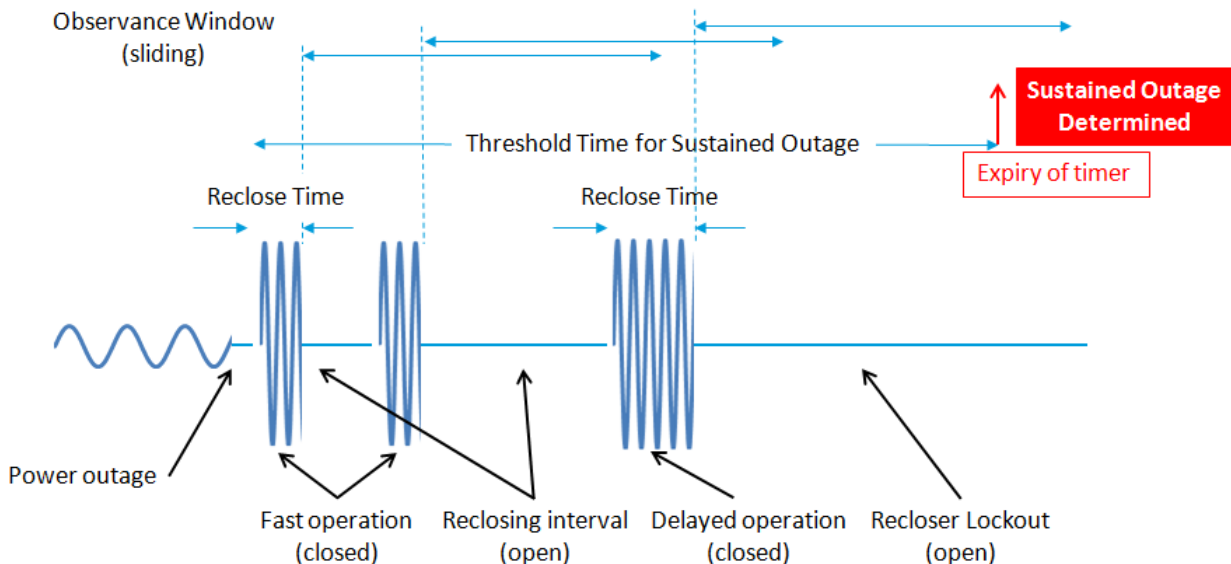 Observance Window
(sliding)
Sustained Outage
Determined
Threshold Time for Sustained Outage
Expiry of timer
Reclose Time
Reclose Time
Power outage
Fast operation
(closed)
Reclosing interval
(open)
Delayed operation
(closed)
Recloser Lockout
(open)